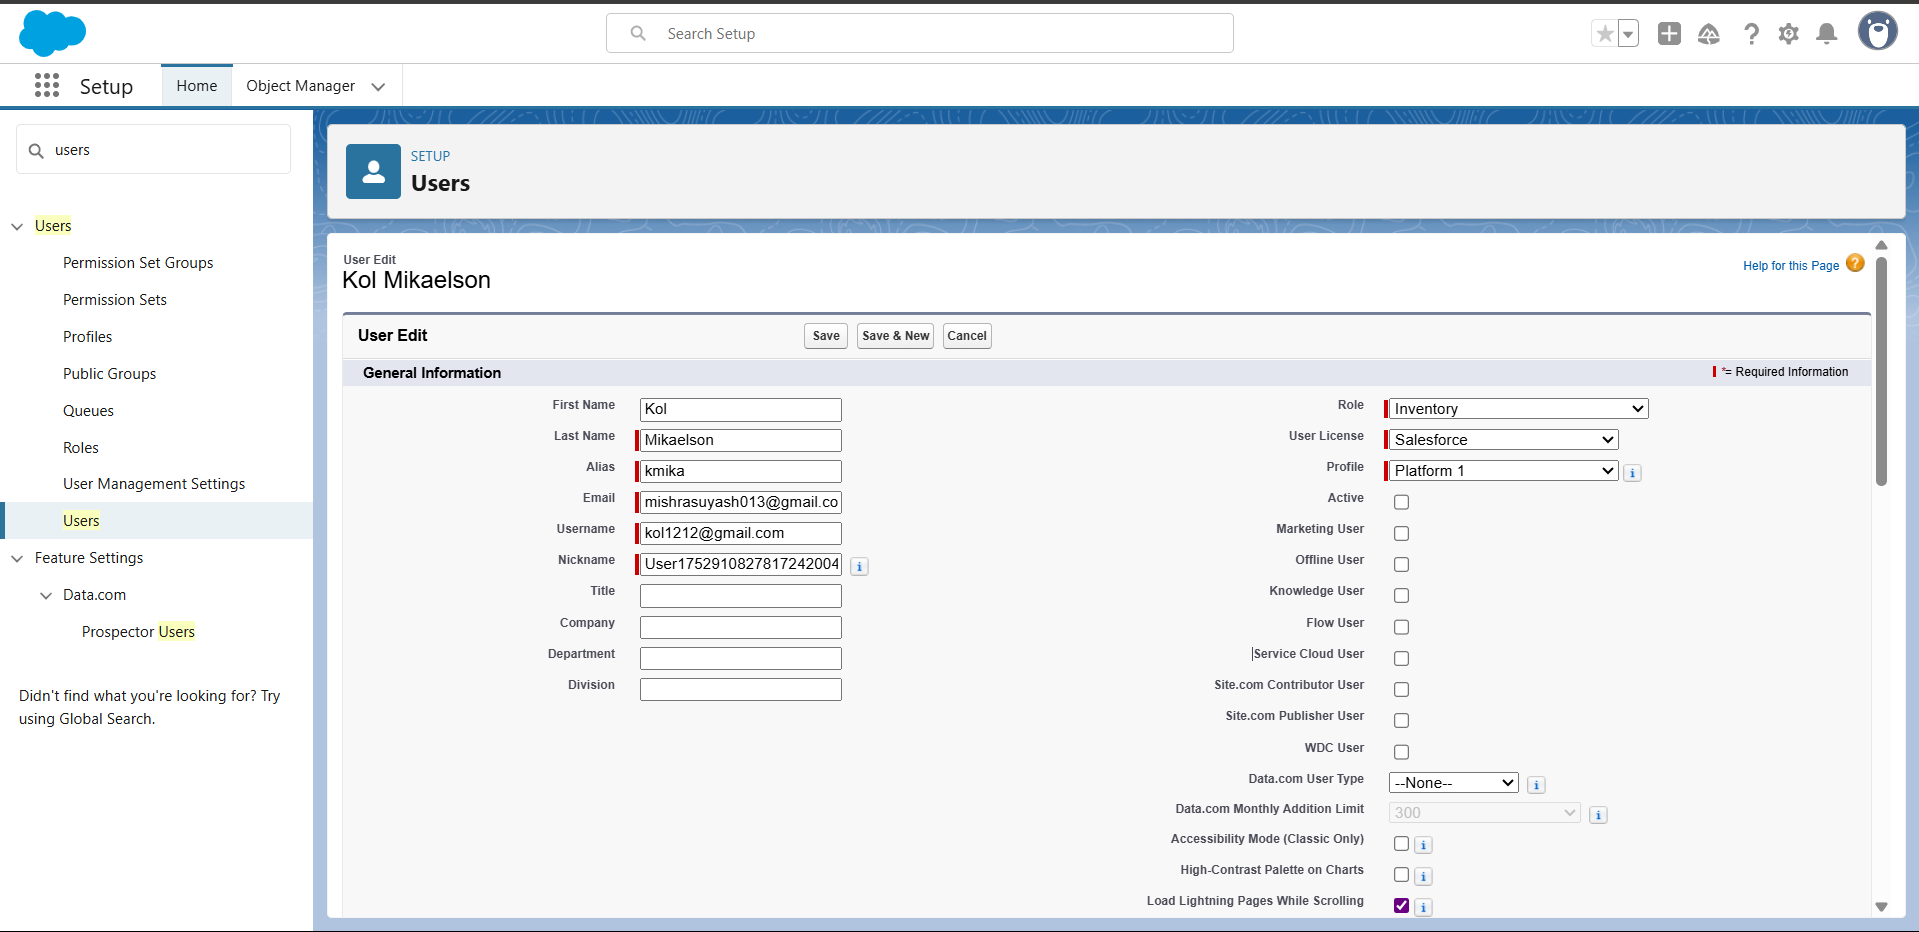 Search Setup
Setup
Home
Object Manager
users
Users
Permission Set Groups
Permission Sets
Profiles
Public Groups
Queues
Roles
User Management Settings
Users
Feature Settings
Data.com
Prospector Users
Didn't find what you're looking for? Try
using Global Search.
SETUP
Users
User Edit
Kol Mikaelson
Help for this Page
User Edit
Save
Save & New
Cancel
General Information
*= Required Information
First Name Kol
Last Name Mikaelson
Alias kmika
Email mishrasuyash013@gmail.co
Username kol1212@gmail.com
Nickname User1752910827817242004
Title
Company
Department
Division
Role Inventory
User License Salesforce
Profile Platform 1
Active
Marketing User
Offline User
Knowledge User
Flow User
Service Cloud User
Site.com Contributor User
Site.com Publisher User
WDC User
Data.com User Type --None--
Data.com Monthly Addition Limit 300
Accessibility Mode (Classic Only)
High-Contrast Palette on Charts
Load Lightning Pages While Scrolling